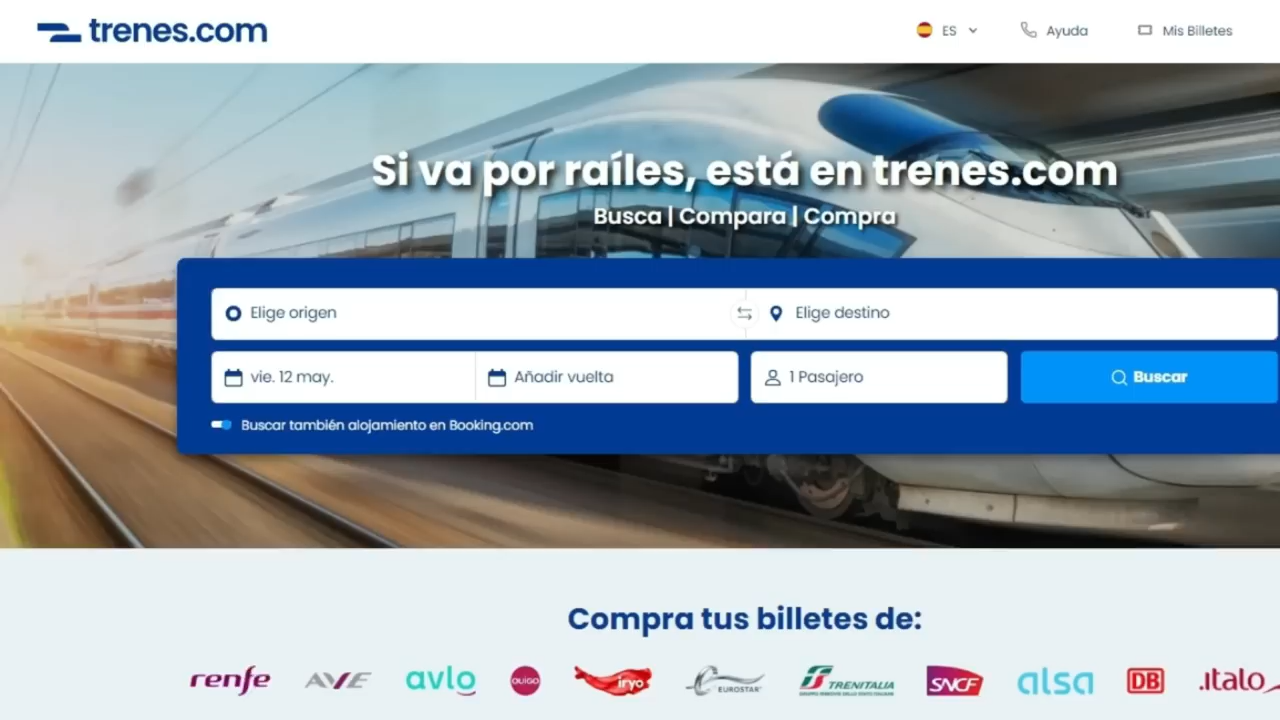 trenes.com
ES
Ayuda
Mis Billetes
Si va por raíles, está en trenes.com
Busca | Compara | Compra
Elige origen
Elige destino
vie. 12 may.
Añadir vuelta
1 Pasajero
Buscar
Buscar también alojamiento en Booking.com
Compra tus billetes de:
renfe
AVE
avlo
OUIGO
iryo
EUROSTAR
TRENITALIA
SNCF
alsa
DB
.italo